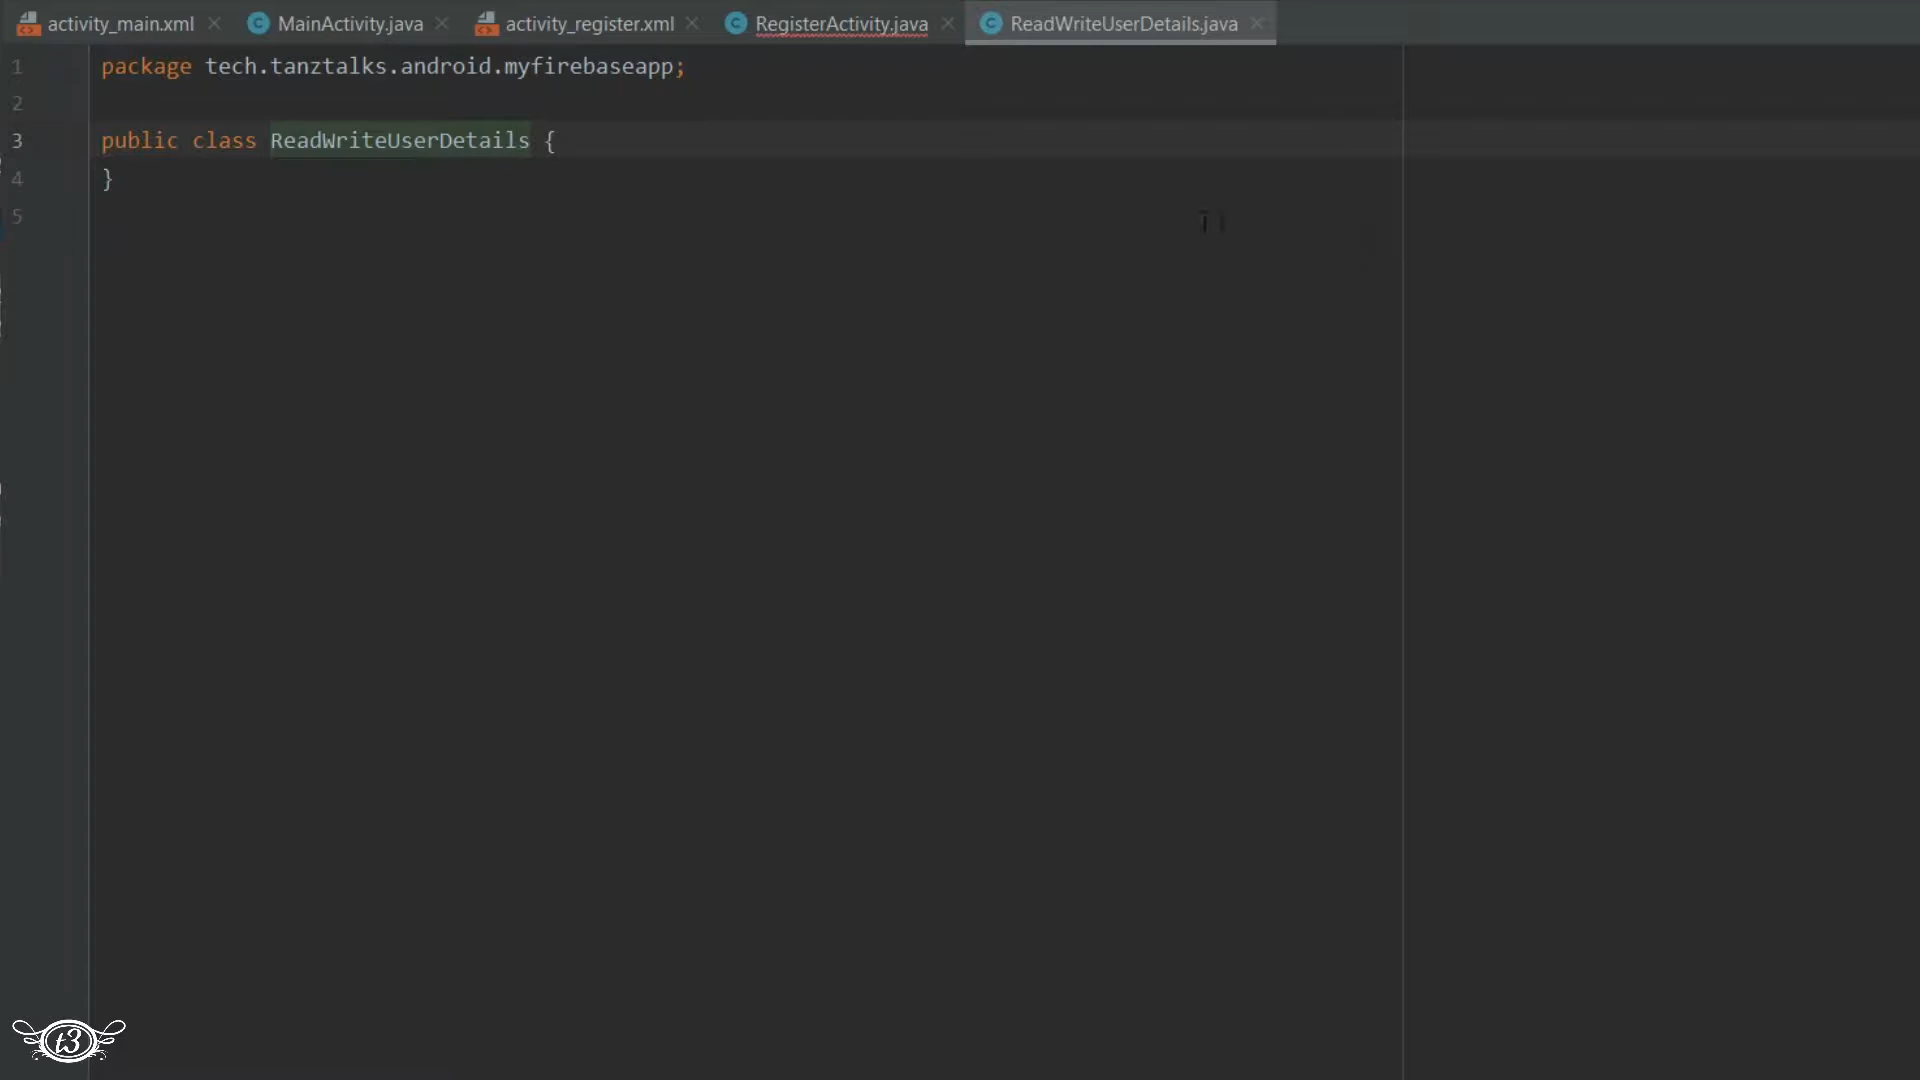 activity_main.xml MainActivity.java activity_register.xml RegisterActivity.java ReadWriteUserDetails.java
1 package tech.tanztalks.android.myfirebaseapp;
2
3 public class ReadWriteUserDetails {
4 }
5
t3